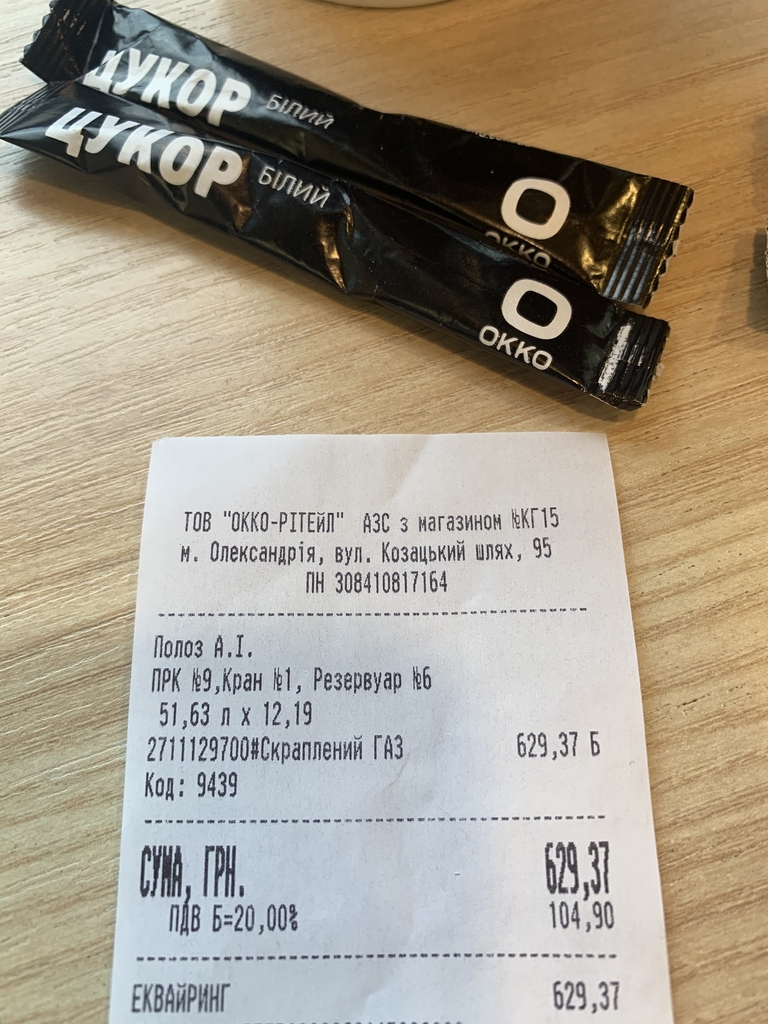 ЦУКОР БІЛИЙ
О
ОККО
ЦУКОР БІЛИЙ
О
ОККО
ТОВ "ОККО-РІТЕйЛ" АЗС з магазином №КГ15
м. Олександрія, вул. Козацький шлях, 95
ПН 308410817164
Полоз А.І.
ПРК №9,Кран №1, Резервуар №6
51,63 л х 12,19
2711129700#Скраплений ГАЗ 629,37 Б
Код: 9439
СУМА, ГРН. 629,37
ПДВ Б=20,00% 104,90
ЕКВАйРИНГ 629,37